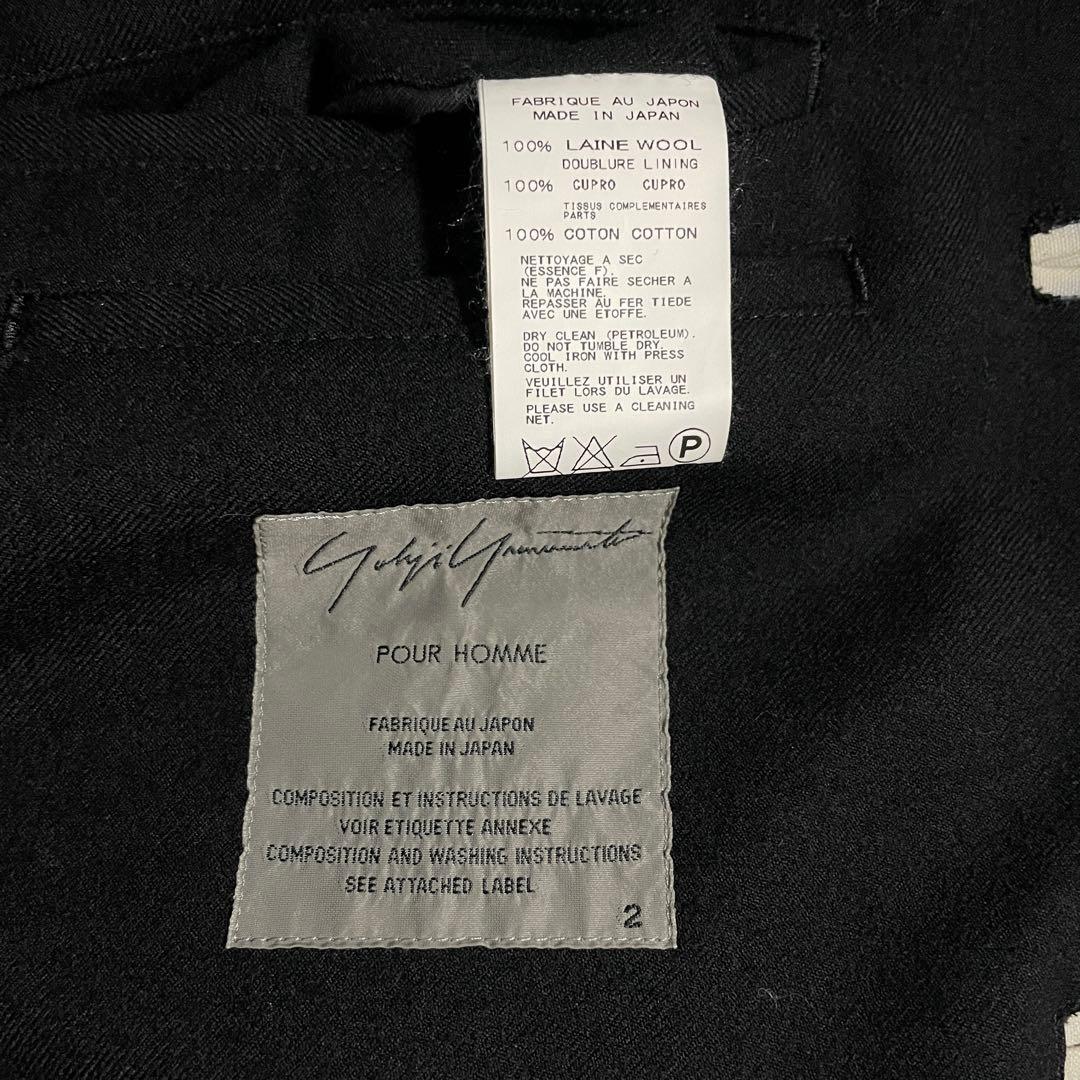 FABRIQUE AU JAPON
MADE IN JAPAN
100% LAINE WOOL
DOUBLURE LINING
100% CUPRO CUPRO
TISSUS COMPLEMENTAIRES
PARTS
100% COTON COTTON
NETTOYAGE A SEC
(ESSENCE F).
NE PAS FAIRE SECHER A
LA MACHINE.
REPASSER AU FER TIEDE
AVEC UNE ETOFFE.
DRY CLEAN (PETROLEUM).
DO NOT TUMBLE DRY.
COOL IRON WITH PRESS
CLOTH.
VEUILLEZ UTILISER UN
FILET LORS DU LAVAGE.
PLEASE USE A CLEANING
NET.
P
Yohji Yamamoto
POUR HOMME
FABRIQUE AU JAPON
MADE IN JAPAN
COMPOSITION ET INSTRUCTIONS DE LAVAGE
VOIR ETIQUETTE ANNEXE
COMPOSITION AND WASHING INSTRUCTIONS
SEE ATTACHED LABEL
2